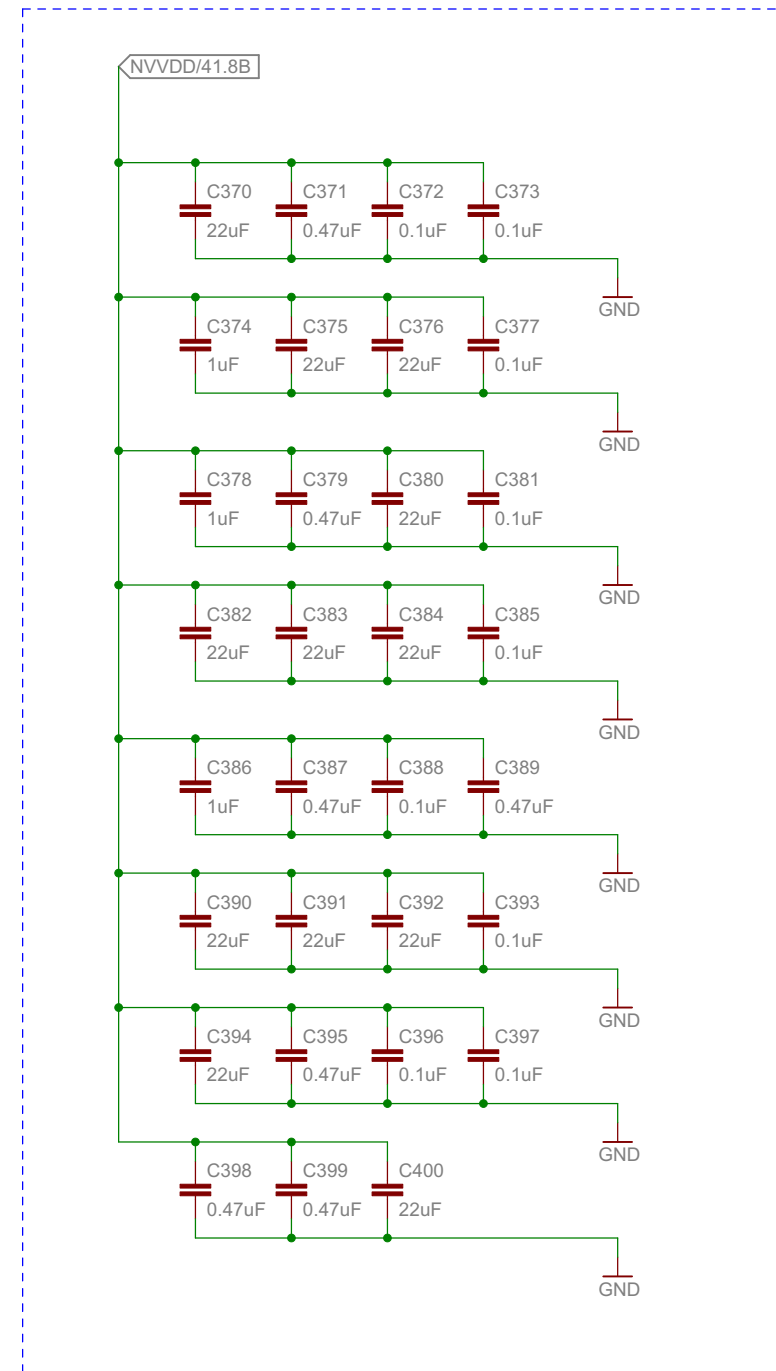 NVVDD/41.8B
C370 C371 C372 C373
22uF 0.47uF 0.1uF 0.1uF
GND
C374 C375 C376 C377
1uF 22uF 22uF 0.1uF
GND
C378 C379 C380 C381
1uF 0.47uF 22uF 0.1uF
GND
C382 C383 C384 C385
22uF 22uF 22uF 0.1uF
GND
C386 C387 C388 C389
1uF 0.47uF 0.1uF 0.47uF
GND
C390 C391 C392 C393
22uF 22uF 22uF 0.1uF
GND
C394 C395 C396 C397
22uF 0.47uF 0.1uF 0.1uF
GND
C398 C399 C400
0.47uF 0.47uF 22uF
GND